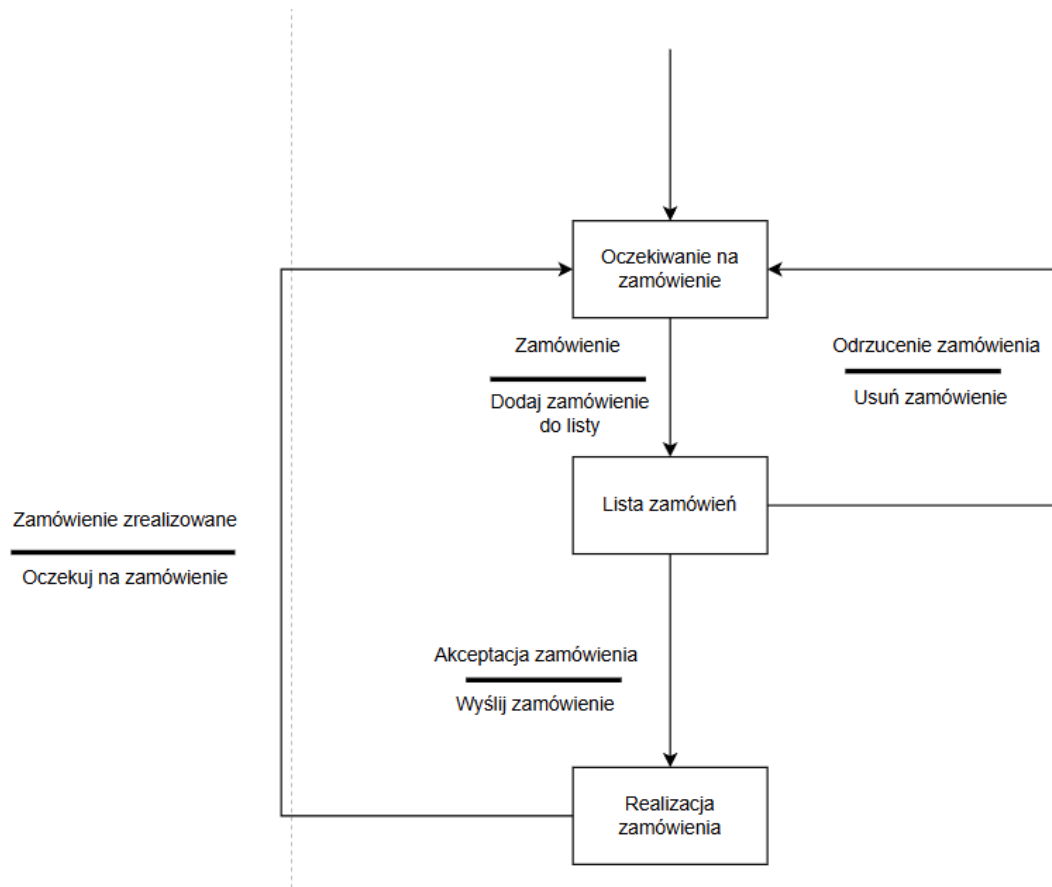 Oczekiwanie na
zamówienie
Zamówienie
Dodaj zamówienie
do listy
Odrzucenie zamówienia
Usuń zamówienie
Lista zamówień
Zamówienie zrealizowane
Oczekuj na zamówienie
Akceptacja zamówienia
Wyślij zamówienie
Realizacja
zamówienia